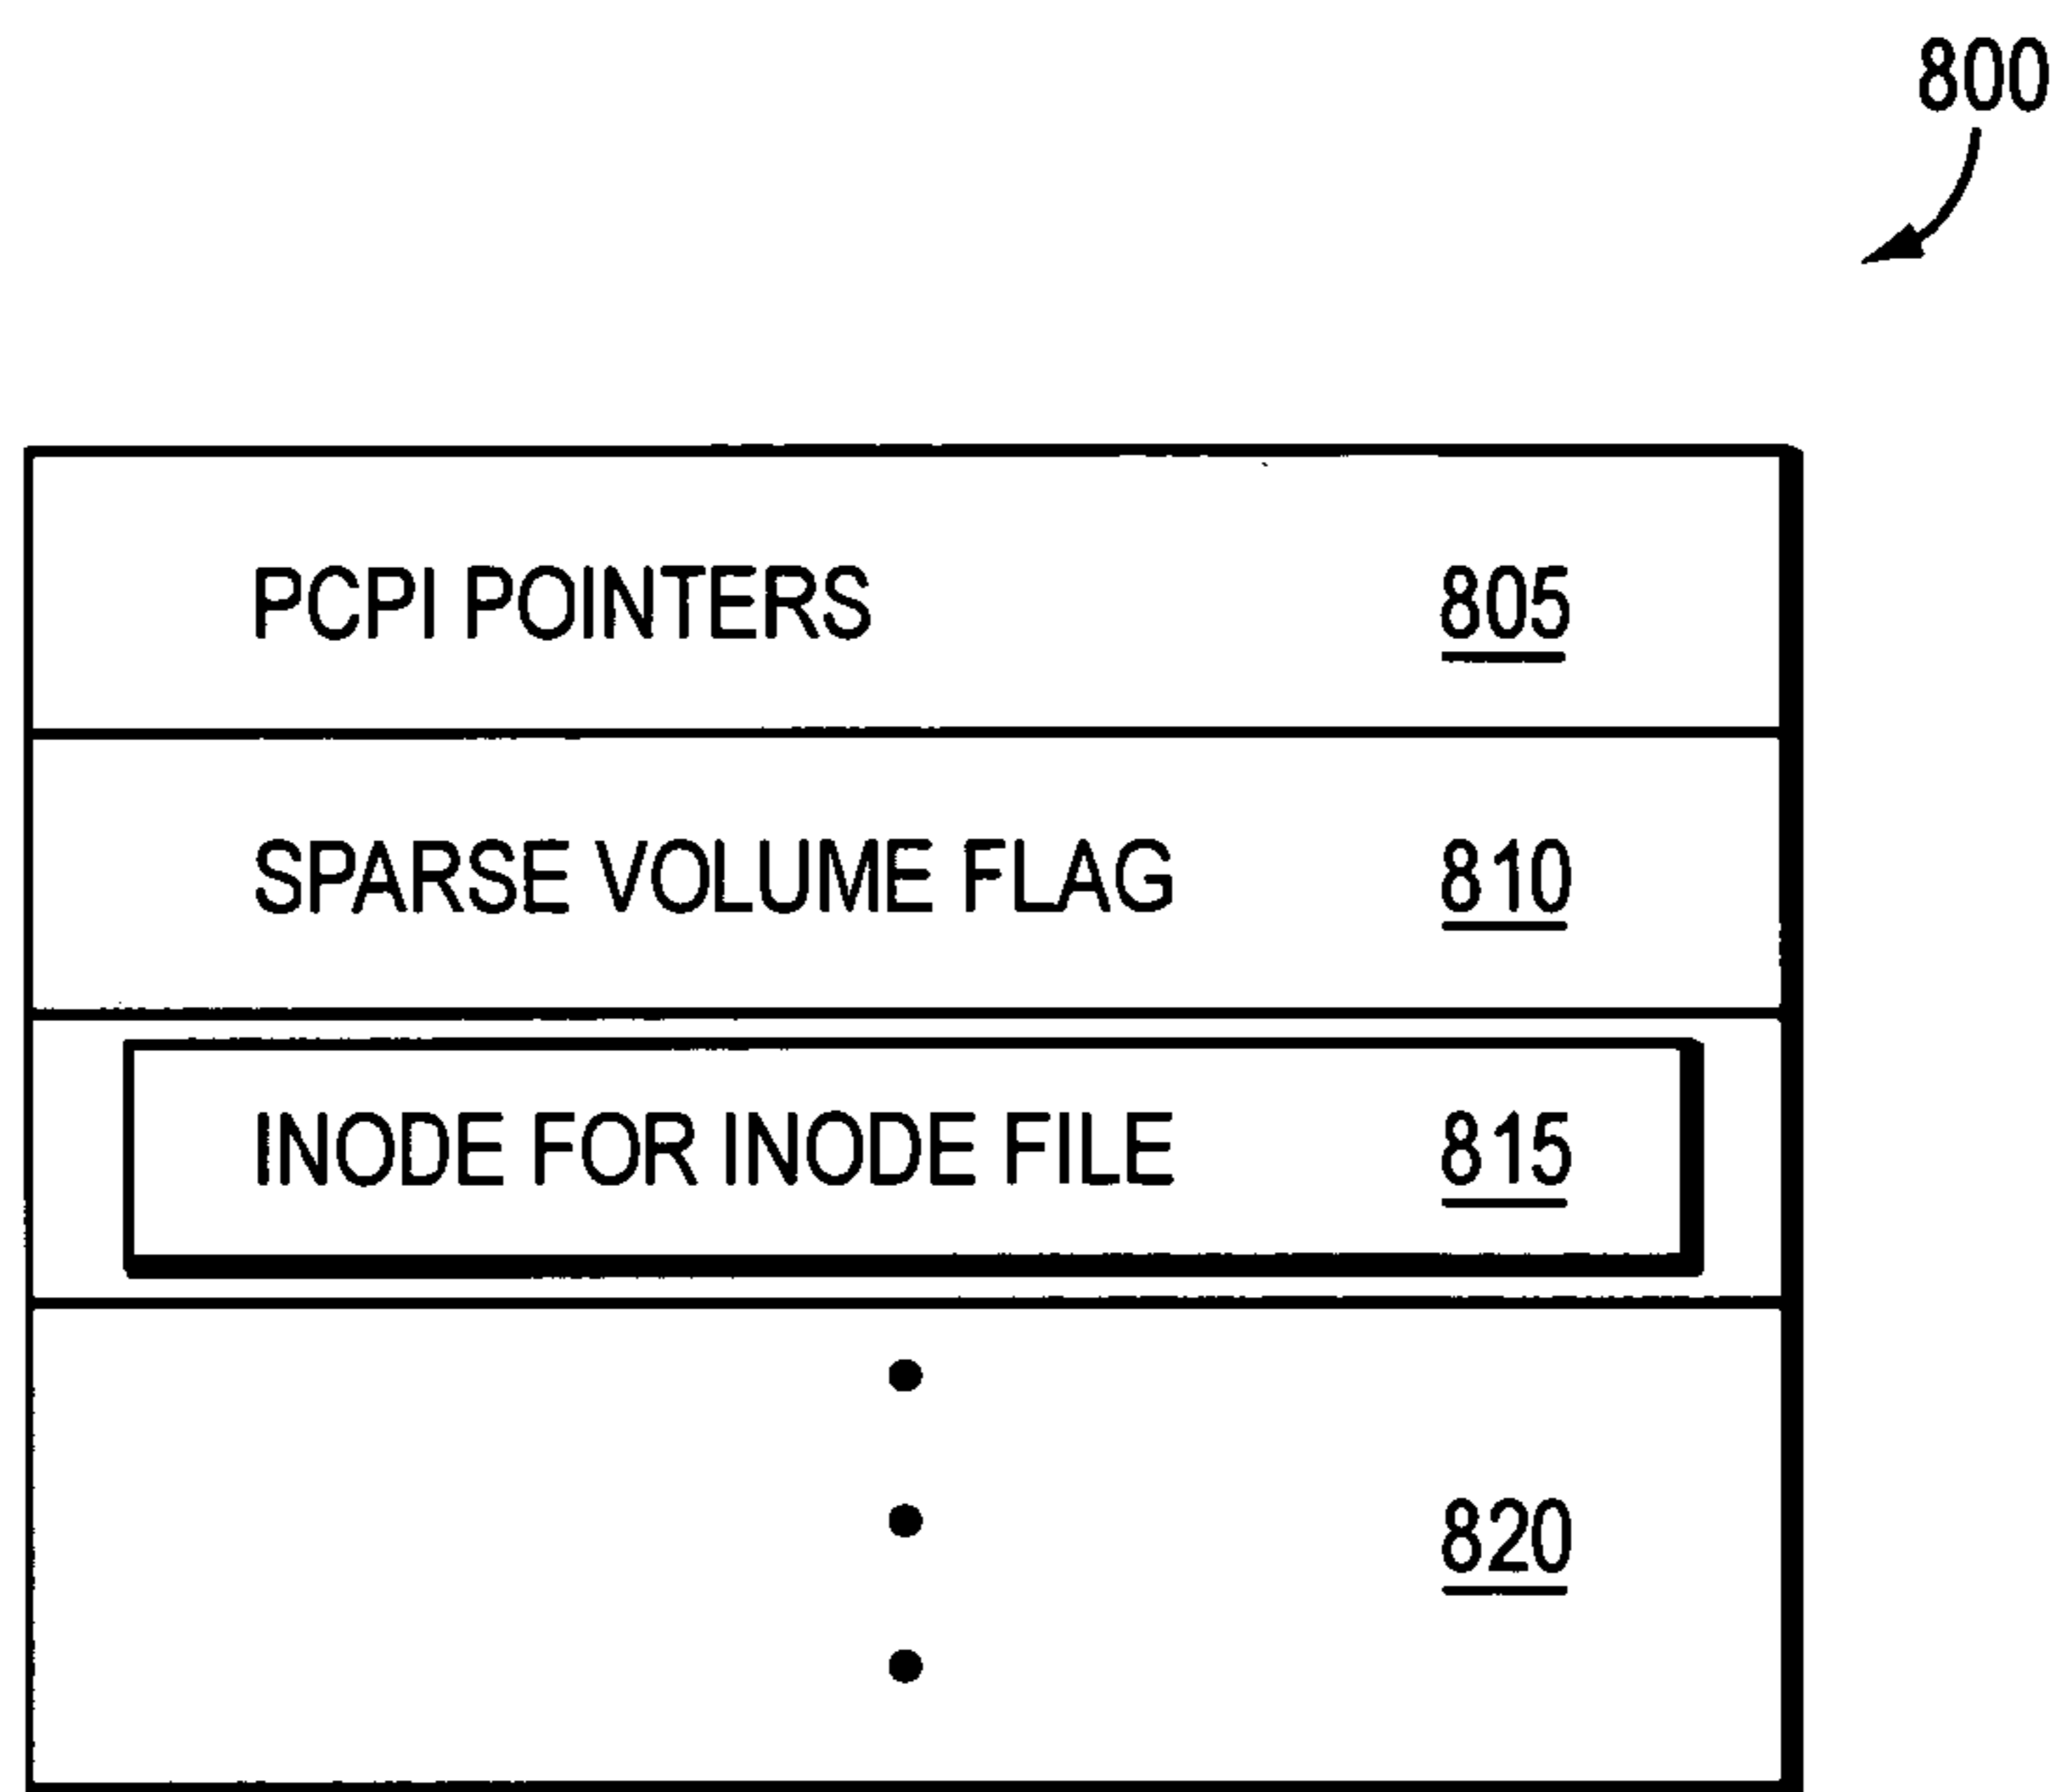 800
PCPI POINTERS 805
SPARSE VOLUME FLAG 810
INODE FOR INODE FILE 815
820